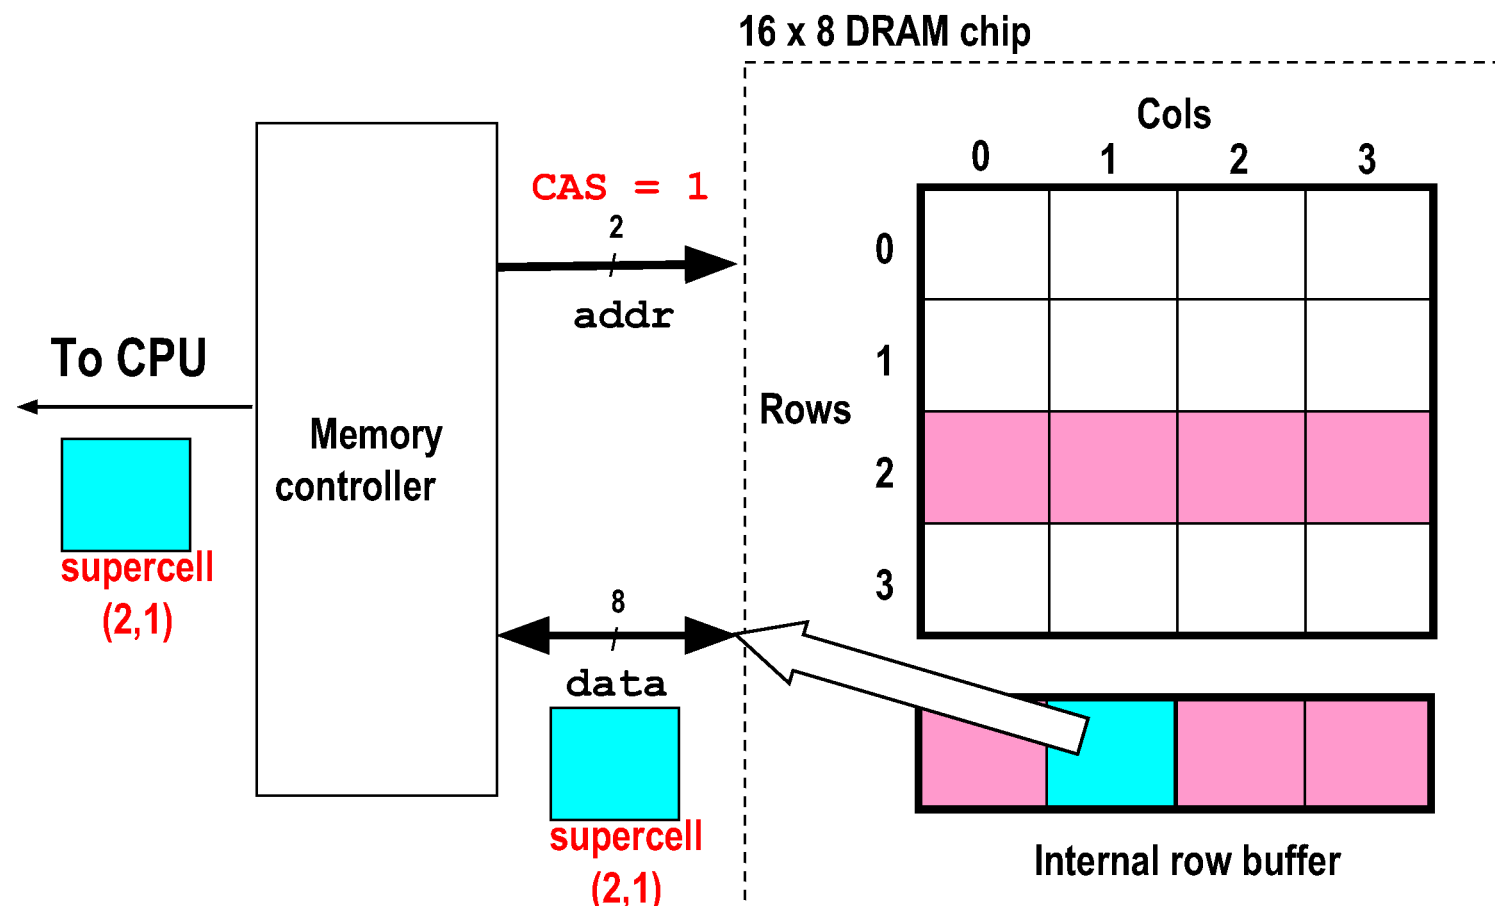 16 x 8 DRAM chip
Cols
0 1 2 3
CAS = 1
2
addr
0
1
Rows
2
3
To CPU
Memory
controller
supercell
(2,1)
8
data
supercell
(2,1)
Internal row buffer